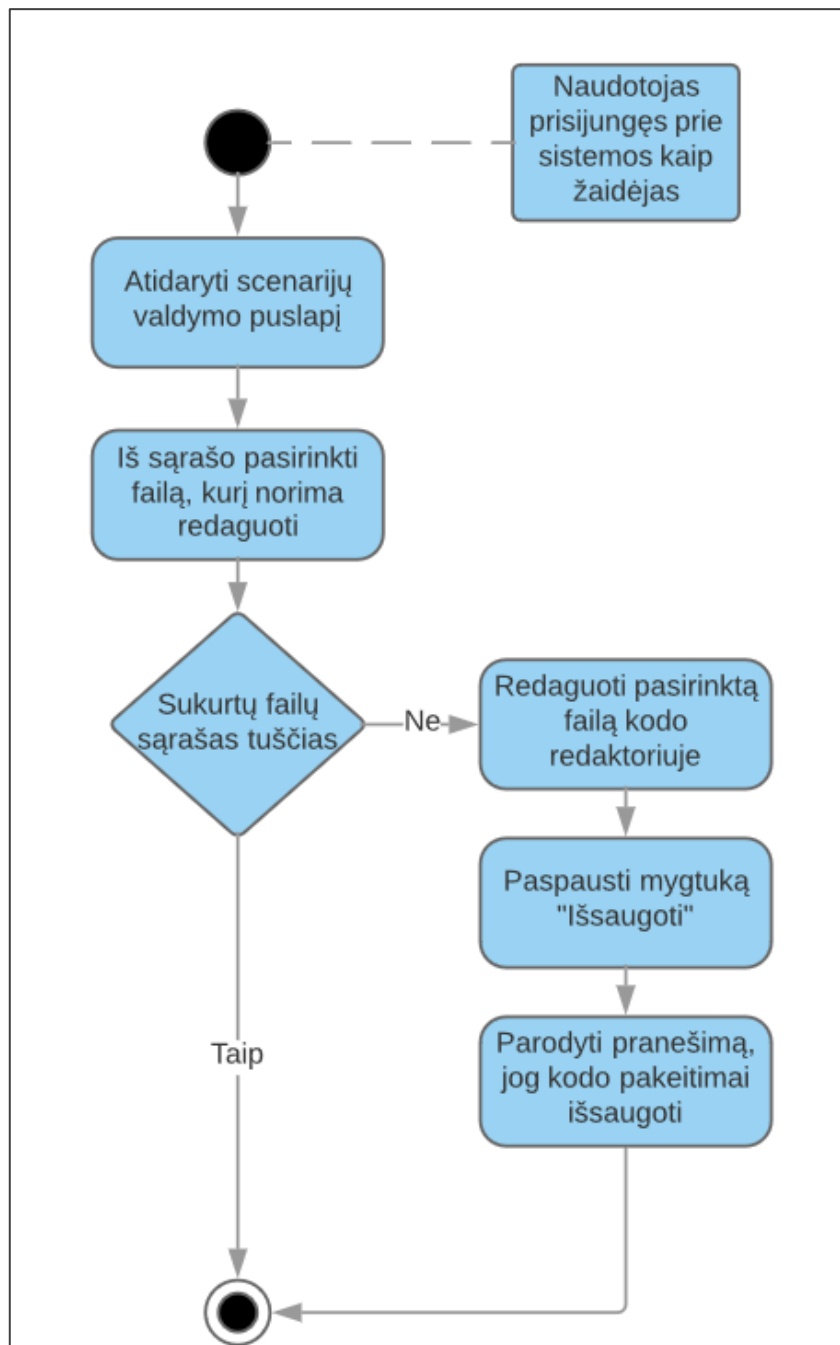 Naudotojas
prisijungęs prie
sistemos kaip
žaidėjas
Atidaryti scenarijų
valdymo puslapį
Iš sąrašo pasirinkti
failą, kurį norima
redaguoti
Sukurtų failų
sąrašas tuščias
Ne
Redaguoti pasirinktą
failą kodo
redaktoriuje
Paspausti mygtuką
"Išsaugoti"
Taip
Parodyti pranešimą,
jog kodo pakeitimai
išsaugoti